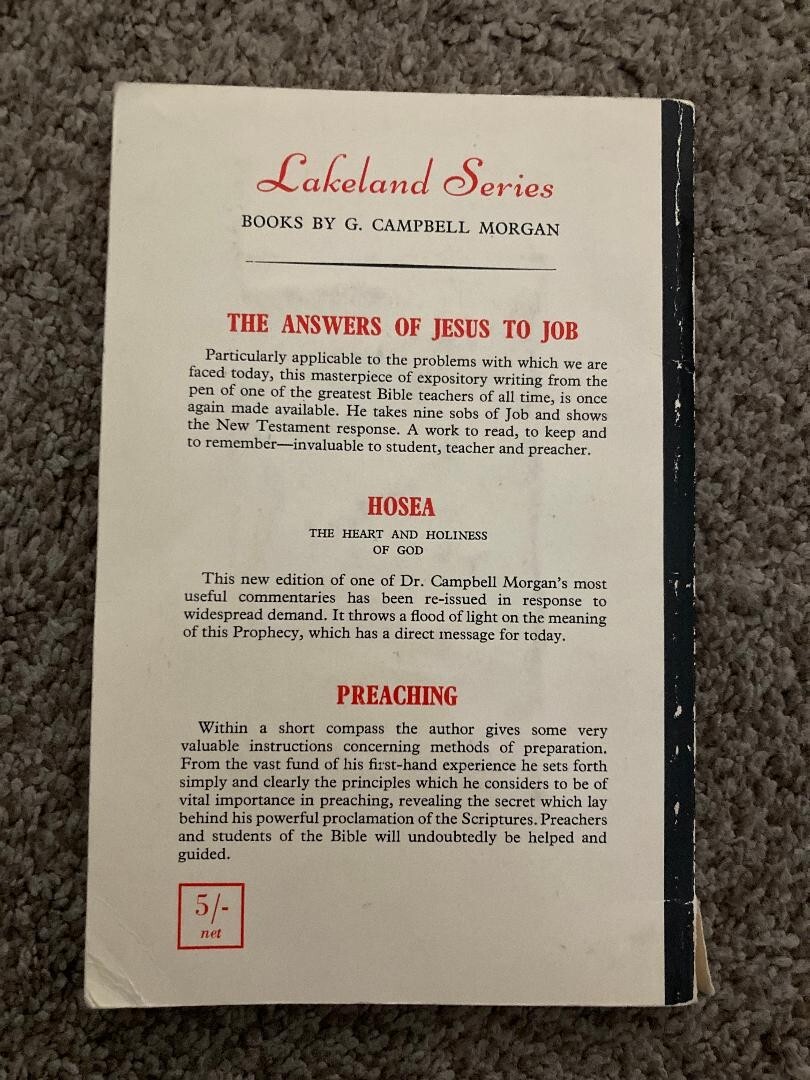 Lakeland Series
BOOKS BY G. CAMPBELL MORGAN
THE ANSWERS OF JESUS TO JOB
Particularly applicable to the problems with which we are
faced today, this masterpiece of expository writing from the
pen of one of the greatest Bible teachers of all time, is once
again made available. He takes nine sobs of Job and shows
the New Testament response. A work to read, to keep and
to remember—invaluable to student, teacher and preacher.
HOSEA
THE HEART AND HOLINESS
OF GOD
This new edition of one of Dr. Campbell Morgan's most
useful commentaries has been re-issued in response to
widespread demand. It throws a flood of light on the meaning
of this Prophecy, which has a direct message for today.
PREACHING
Within a short compass the author gives some very
valuable instructions concerning methods of preparation.
From the vast fund of his first-hand experience he sets forth
simply and clearly the principles which he considers to be of
vital importance in preaching, revealing the secret which lay
behind his powerful proclamation of the Scriptures. Preachers
and students of the Bible will undoubtedly be helped and
guided.
5/-
net